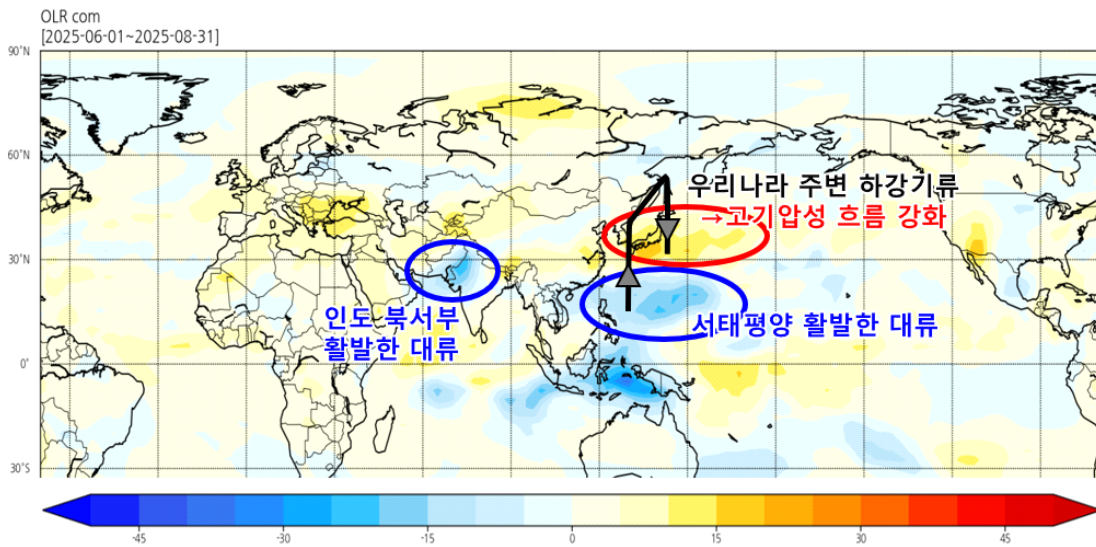 OLR com
[2025-06-01~2025-08-31]
90°N
60°N
우리나라 주변 하강기류
→고기압성 흐름 강화
30°N
인도 북서부
활발한 대류
서태평양 활발한 대류
0°
30°S
-45 -30 -15 0 15 30 45